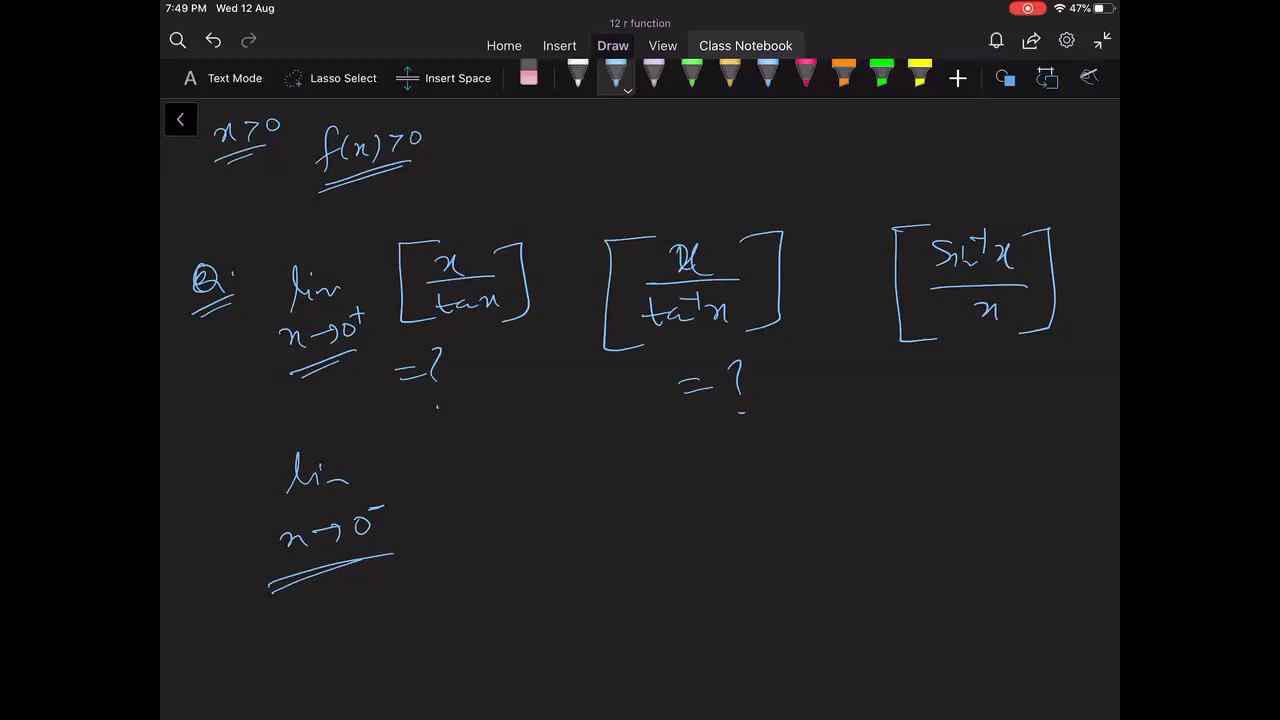 7:49 PM Wed 12 Aug
47%
12 r function
Home Insert Draw View Class Notebook
Text Mode Lasso Select Insert Space
x>0 f(x)>0
Q. lim x→0⁺ [x/tan x] [x/tan⁻¹x] [sin⁻¹x/x]
=? =?
lim x→0⁻